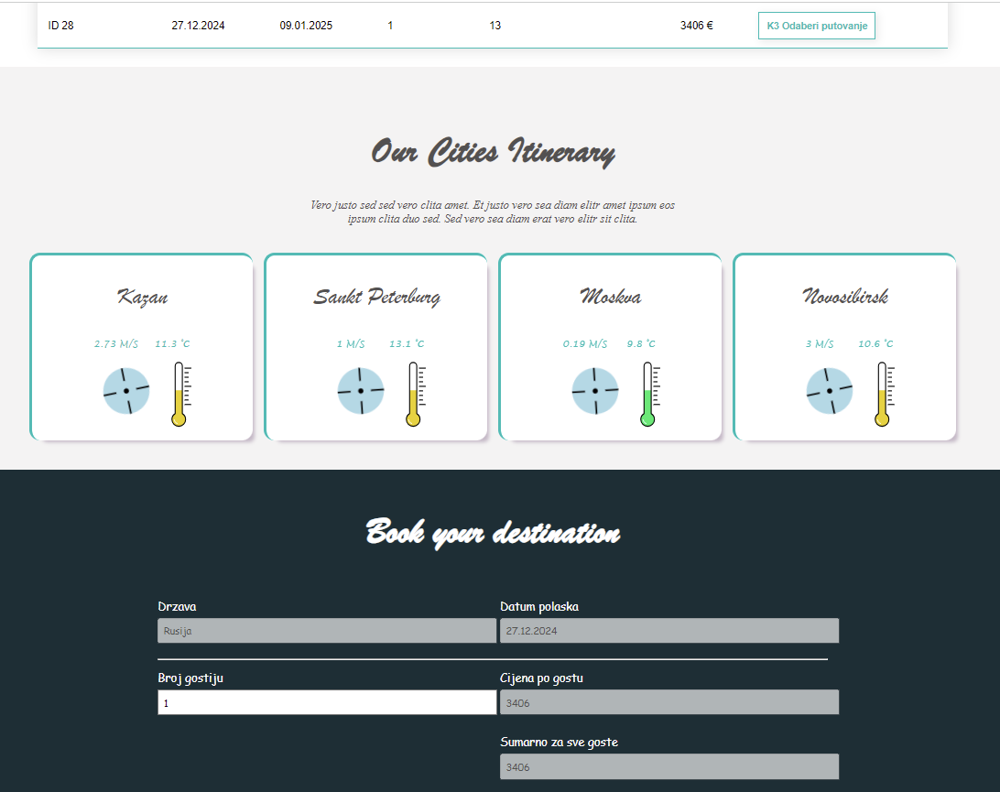 ID 28 27.12.2024 09.01.2025 1 13 3406 € K3 Odaberi putovanje
Our Cities Itinerary
Vero justo sed sed vero clita amet. Et justo vero sea diam elitr amet ipsum eos
ipsum clita duo sed. Sed vero sea diam erat vero elitr sit clita.
Kazan
2.73 M/S 11.3 °C
Sankt Peterburg
1 M/S 13.1 °C
Moskva
0.19 M/S 9.8 °C
Novosibirsk
3 M/S 10.6 °C
Book your destination
Drzava
Rusija
Datum polaska
27.12.2024
Broj gostiju
1
Cijena po gostu
3406
Sumarno za sve goste
3406